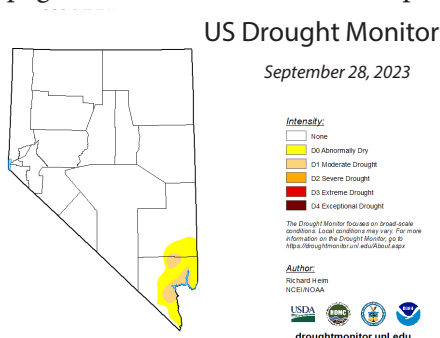 US Drought Monitor
September 28, 2023
Intensity:
None
D0 Abnormally Dry
D1 Moderate Drought
D2 Severe Drought
D3 Extreme Drought
D4 Exceptional Drought
The Drought Monitor focuses on broad-scale
conditions. Local conditions may vary. For more
information on the Drought Monitor, go to
https://droughtmonitor.unl.edu/About.aspx
Author:
Richard Heim
NCEI/NOAA
USDA
NDMC
droughtmonitor.unl.edu